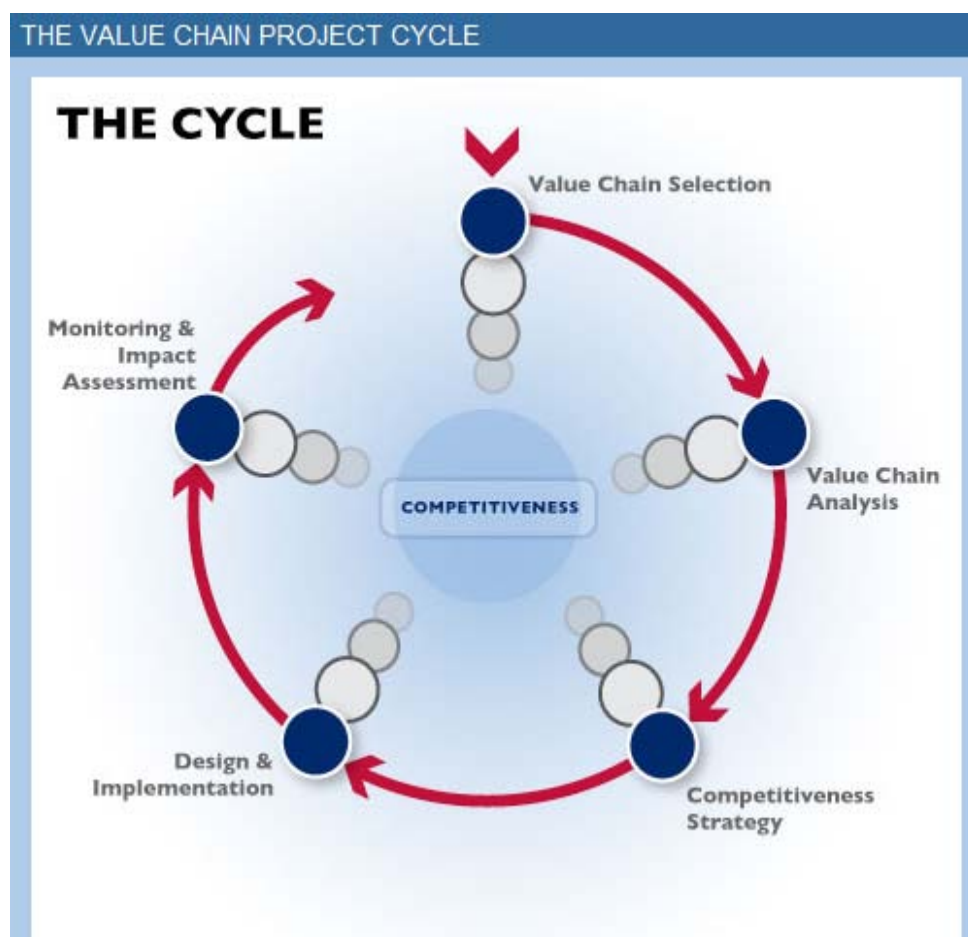 THE VALUE CHAIN PROJECT CYCLE
THE CYCLE
Value Chain Selection
Monitoring &
Impact
Assessment
Value Chain
Analysis
COMPETITIVENESS
Design &
Implementation
Competitiveness
Strategy